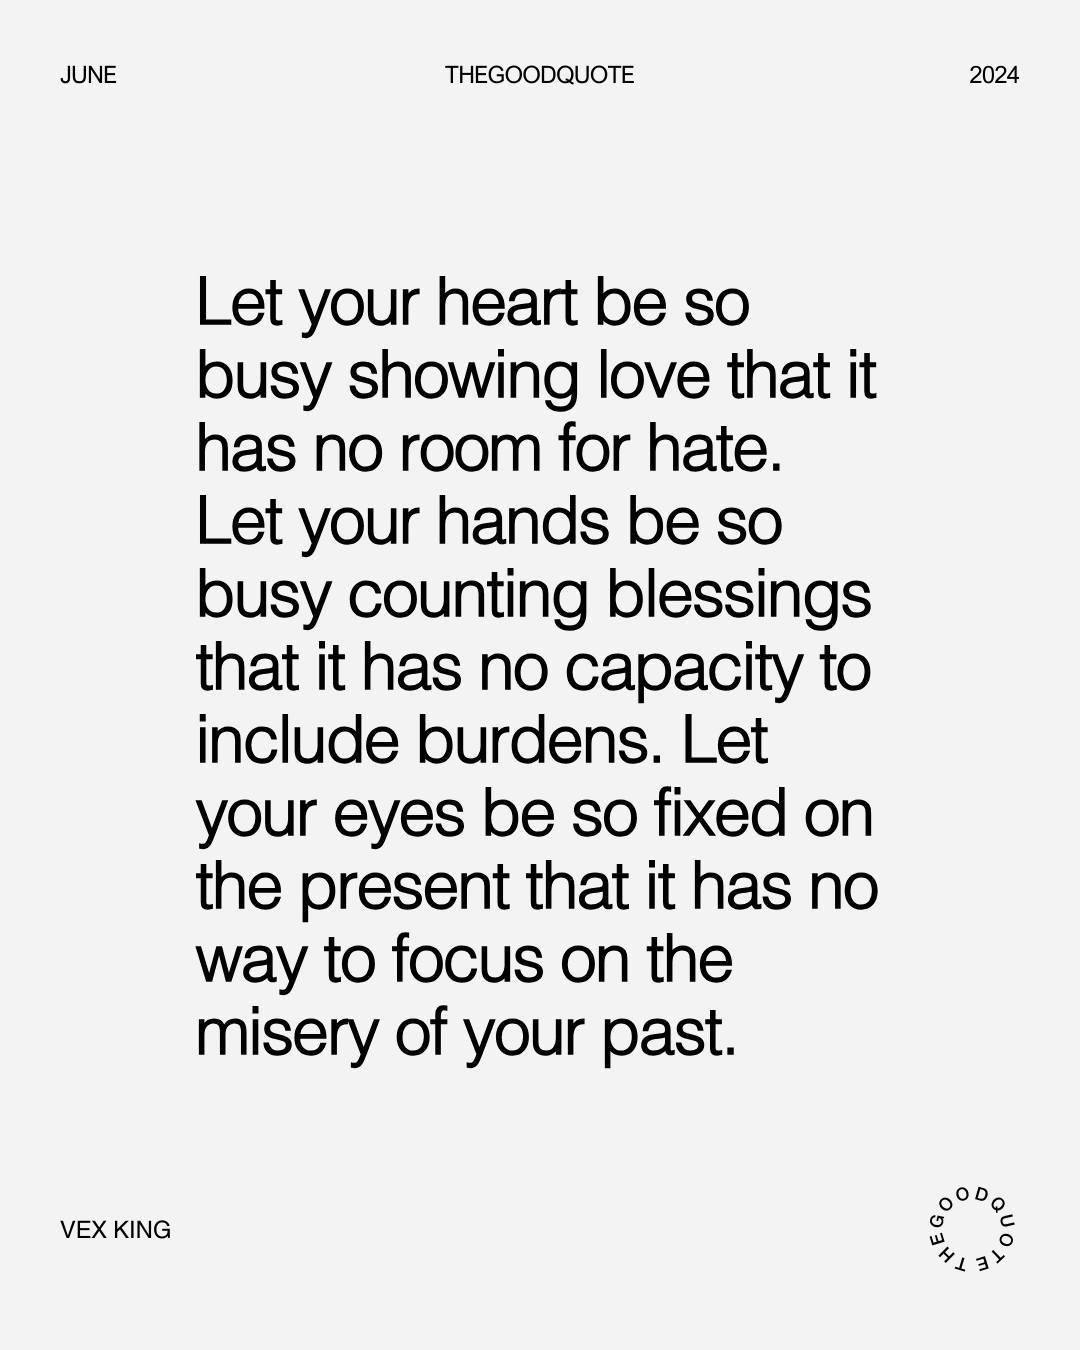 JUNE THEGOODQUOTE 2024
Let your heart be so
busy showing love that it
has no room for hate.
Let your hands be so
busy counting blessings
that it has no capacity to
include burdens. Let
your eyes be so fixed on
the present that it has no
way to focus on the
misery of your past.
VEX KING
THEGOODQUOTE